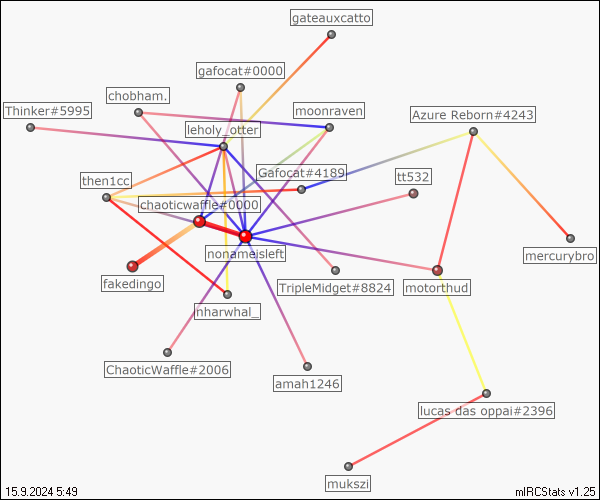 gateauxcatto
gafocat#0000
chobham.
Thinker#5995
moonraven
Azure Reborn#4243
leholy_otter
Gafocat#4189
tt532
then1cc
chaoticwaffle#0000
nonameisleft
mercurybro
fakedingo
TripleMidget#8824
motorthud
nharwhal_
ChaoticWaffle#2006
amah1246
lucas das oppai#2396
mukszi
15.9.2024 5:49
mIRCStats v1.25